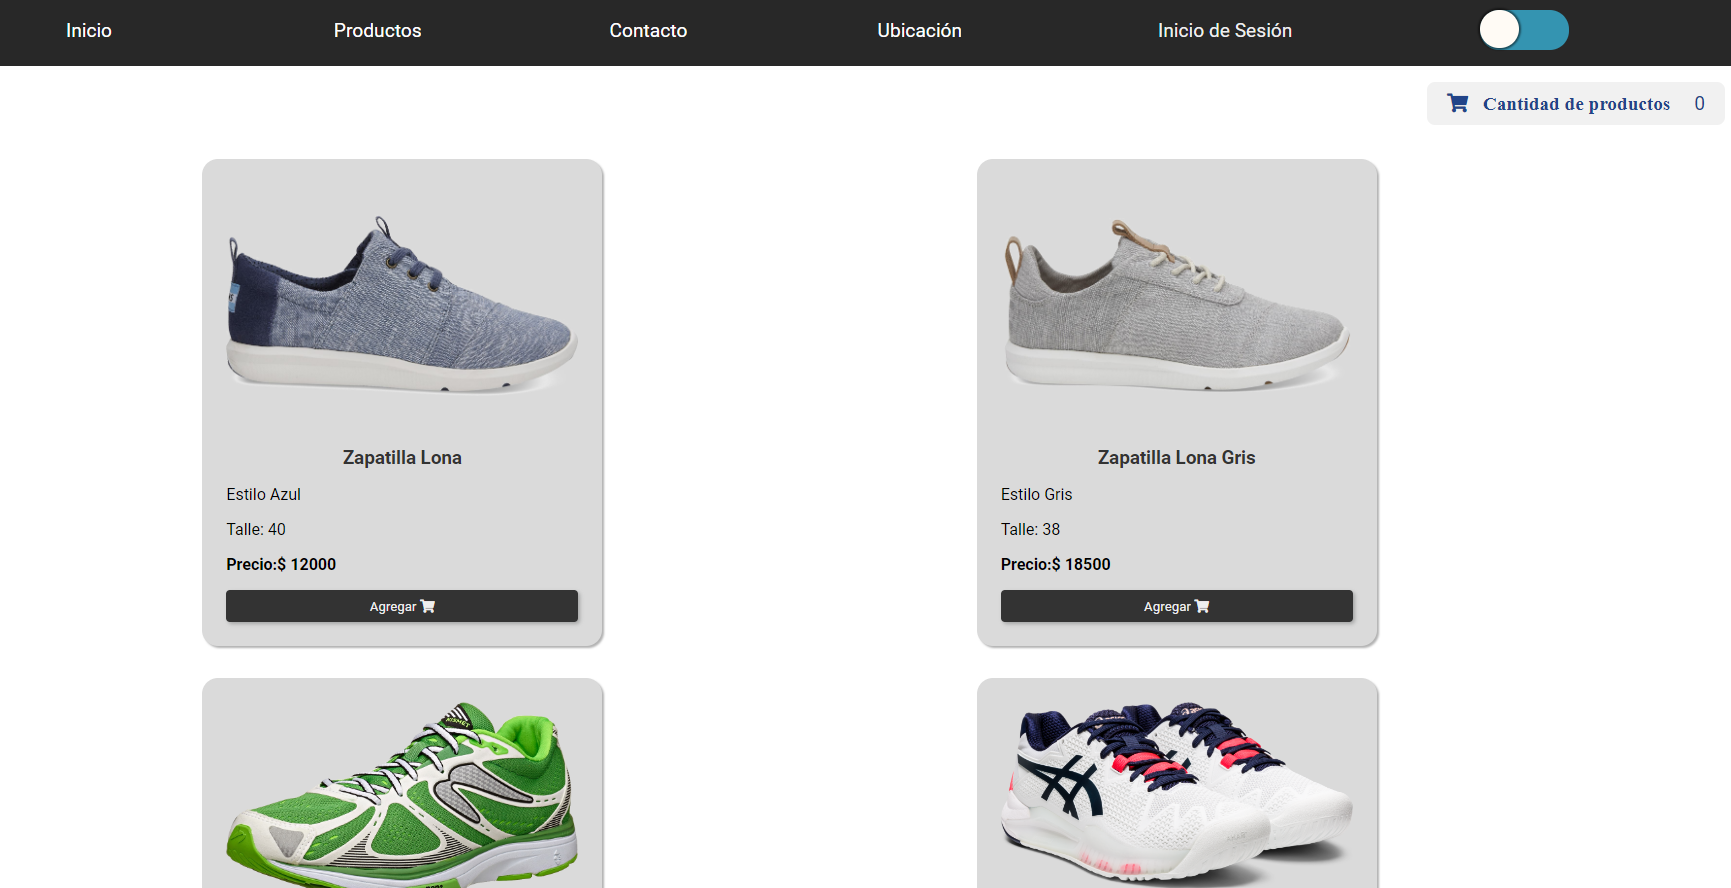 Inicio
Productos
Contacto
Ubicación
Inicio de Sesión
Cantidad de productos 0
Zapatilla Lona
Estilo Azul
Talle: 40
Precio:$ 12000
Agregar
Zapatilla Lona Gris
Estilo Gris
Talle: 38
Precio:$ 18500
Agregar